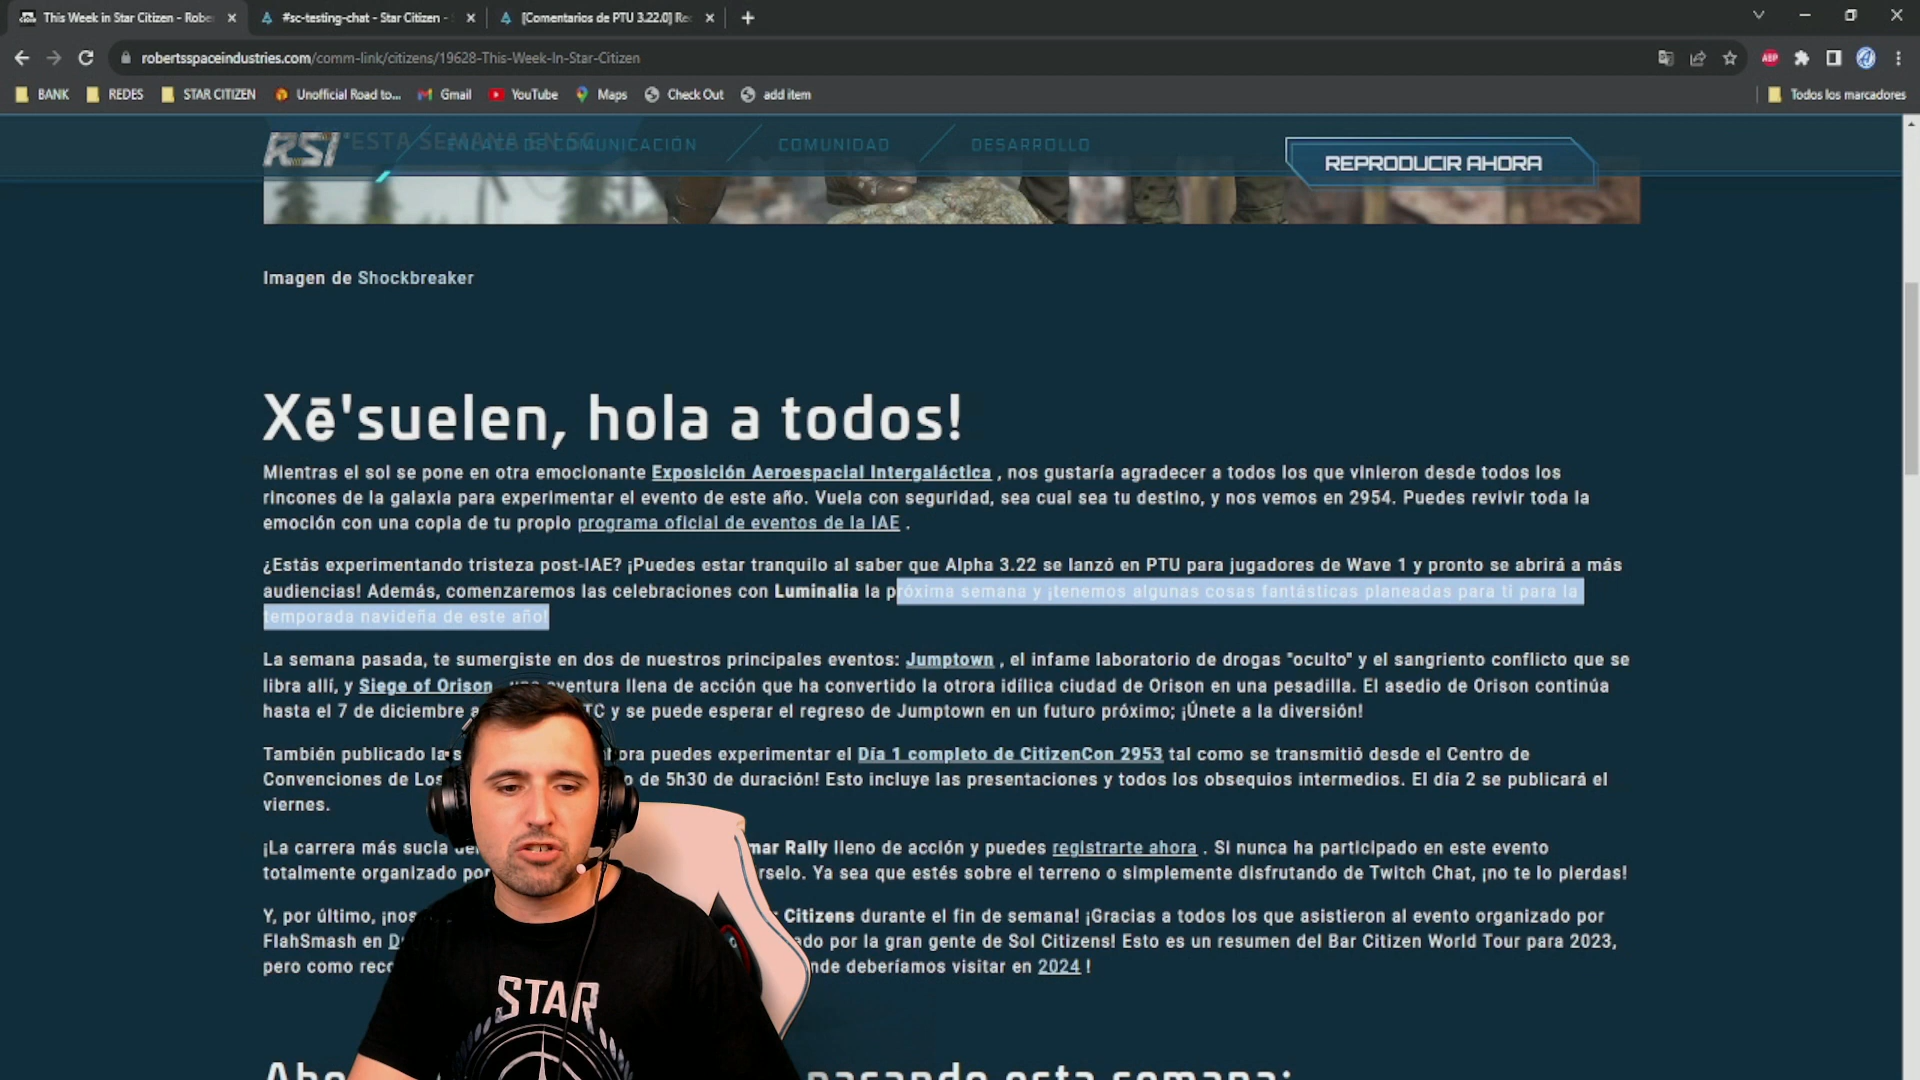 This Week in Star Citizen - Robe
#sc-testing-chat - Star Citizen -
[Comentarios de PTU 3.22.0] Re
robertsspaceindustries.com/comm-link/citizens/19628-This-Week-In-Star-Citizen
ABP
BANK
REDES
STAR CITIZEN
Unofficial Road to...
Gmail
YouTube
Maps
Check Out
add item
Todos los marcadores
RSI
ESTA SEMANA EN
DE COMUNICACIÓN
COMUNIDAD
DESARROLLO
REPRODUCIR AHORA
Imagen de Shockbreaker
Xē'suelen, hola a todos!
Mientras el sol se pone en otra emocionante Exposición Aeroespacial Intergaláctica , nos gustaría agradecer a todos los que vinieron desde todos los
rincones de la galaxia para experimentar el evento de este año. Vuela con seguridad, sea cual sea tu destino, y nos vemos en 2954. Puedes revivir toda la
emoción con una copia de tu propio programa oficial de eventos de la IAE .
¿Estás experimentando tristeza post-IAE? ¡Puedes estar tranquilo al saber que Alpha 3.22 se lanzó en PTU para jugadores de Wave 1 y pronto se abrirá a más
audiencias! Además, comenzaremos las celebraciones con Luminalia la próxima semana y ¡tenemos algunas cosas fantásticas planeadas para ti para la
temporada navideña de este año!
La semana pasada, te sumergiste en dos de nuestros principales eventos: Jumptown , el infame laboratorio de drogas "oculto" y el sangriento conflicto que se
libra allí, y Siege of Orison aventura llena de acción que ha convertido la otrora idílica ciudad de Orison en una pesadilla. El asedio de Orison continúa
hasta el 7 de diciembre a TC y se puede esperar el regreso de Jumptown en un futuro próximo; ¡Únete a la diversión!
También publicado la puedes experimentar el Día 1 completo de CitizenCon 2953 tal como se transmitió desde el Centro de
Convenciones de Los de 5h30 de duración! Esto incluye las presentaciones y todos los obsequios intermedios. El día 2 se publicará el
viernes.
¡La carrera más sucia mar Rally lleno de acción y puedes registrarte ahora . Si nunca ha participado en este evento
totalmente organizado por rselo. Ya sea que estés sobre el terreno o simplemente disfrutando de Twitch Chat, ¡no te lo pierdas!
Y, por último, ¡nos Citizens durante el fin de semana! ¡Gracias a todos los que asistieron al evento organizado por
FlahSmash en ado por la gran gente de Sol Citizens! Esto es un resumen del Bar Citizen World Tour para 2023,
pero como reco nde deberíamos visitar en 2024 !
STAR
pasando esta semana: